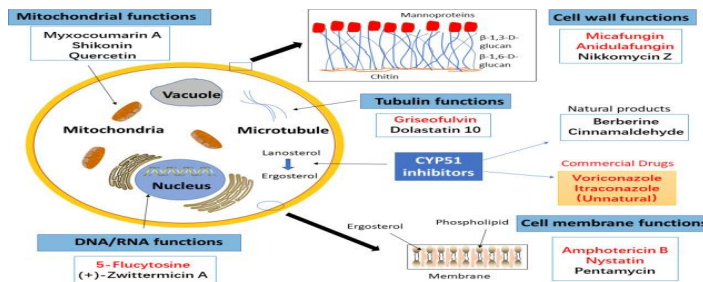 Mitochondrial functions
Myxocoumarin A
Shikonin
Quercetin
Mannoproteins
β-1,3-D-
glucan
β-1,6-D-
glucan
Chitin
Cell wall functions
Micafungin
Anidulafungin
Nikkomycin Z
Vacuole
Mitochondria
Microtubule
Tubulin functions
Griseofulvin
Dolastatin 10
Natural products
Berberine
Cinnamaldehyde
Lanosterol
Ergosterol
CYP51
inhibitors
Commercial Drugs
Voriconazole
Itraconazole
(Unnatural)
Nucleus
DNA/RNA functions
5-Flucytosine
(+)-Zwittermicin A
Ergosterol
Phospholipid
Membrane
Cell membrane functions
Amphotericin B
Nystatin
Pentamycin